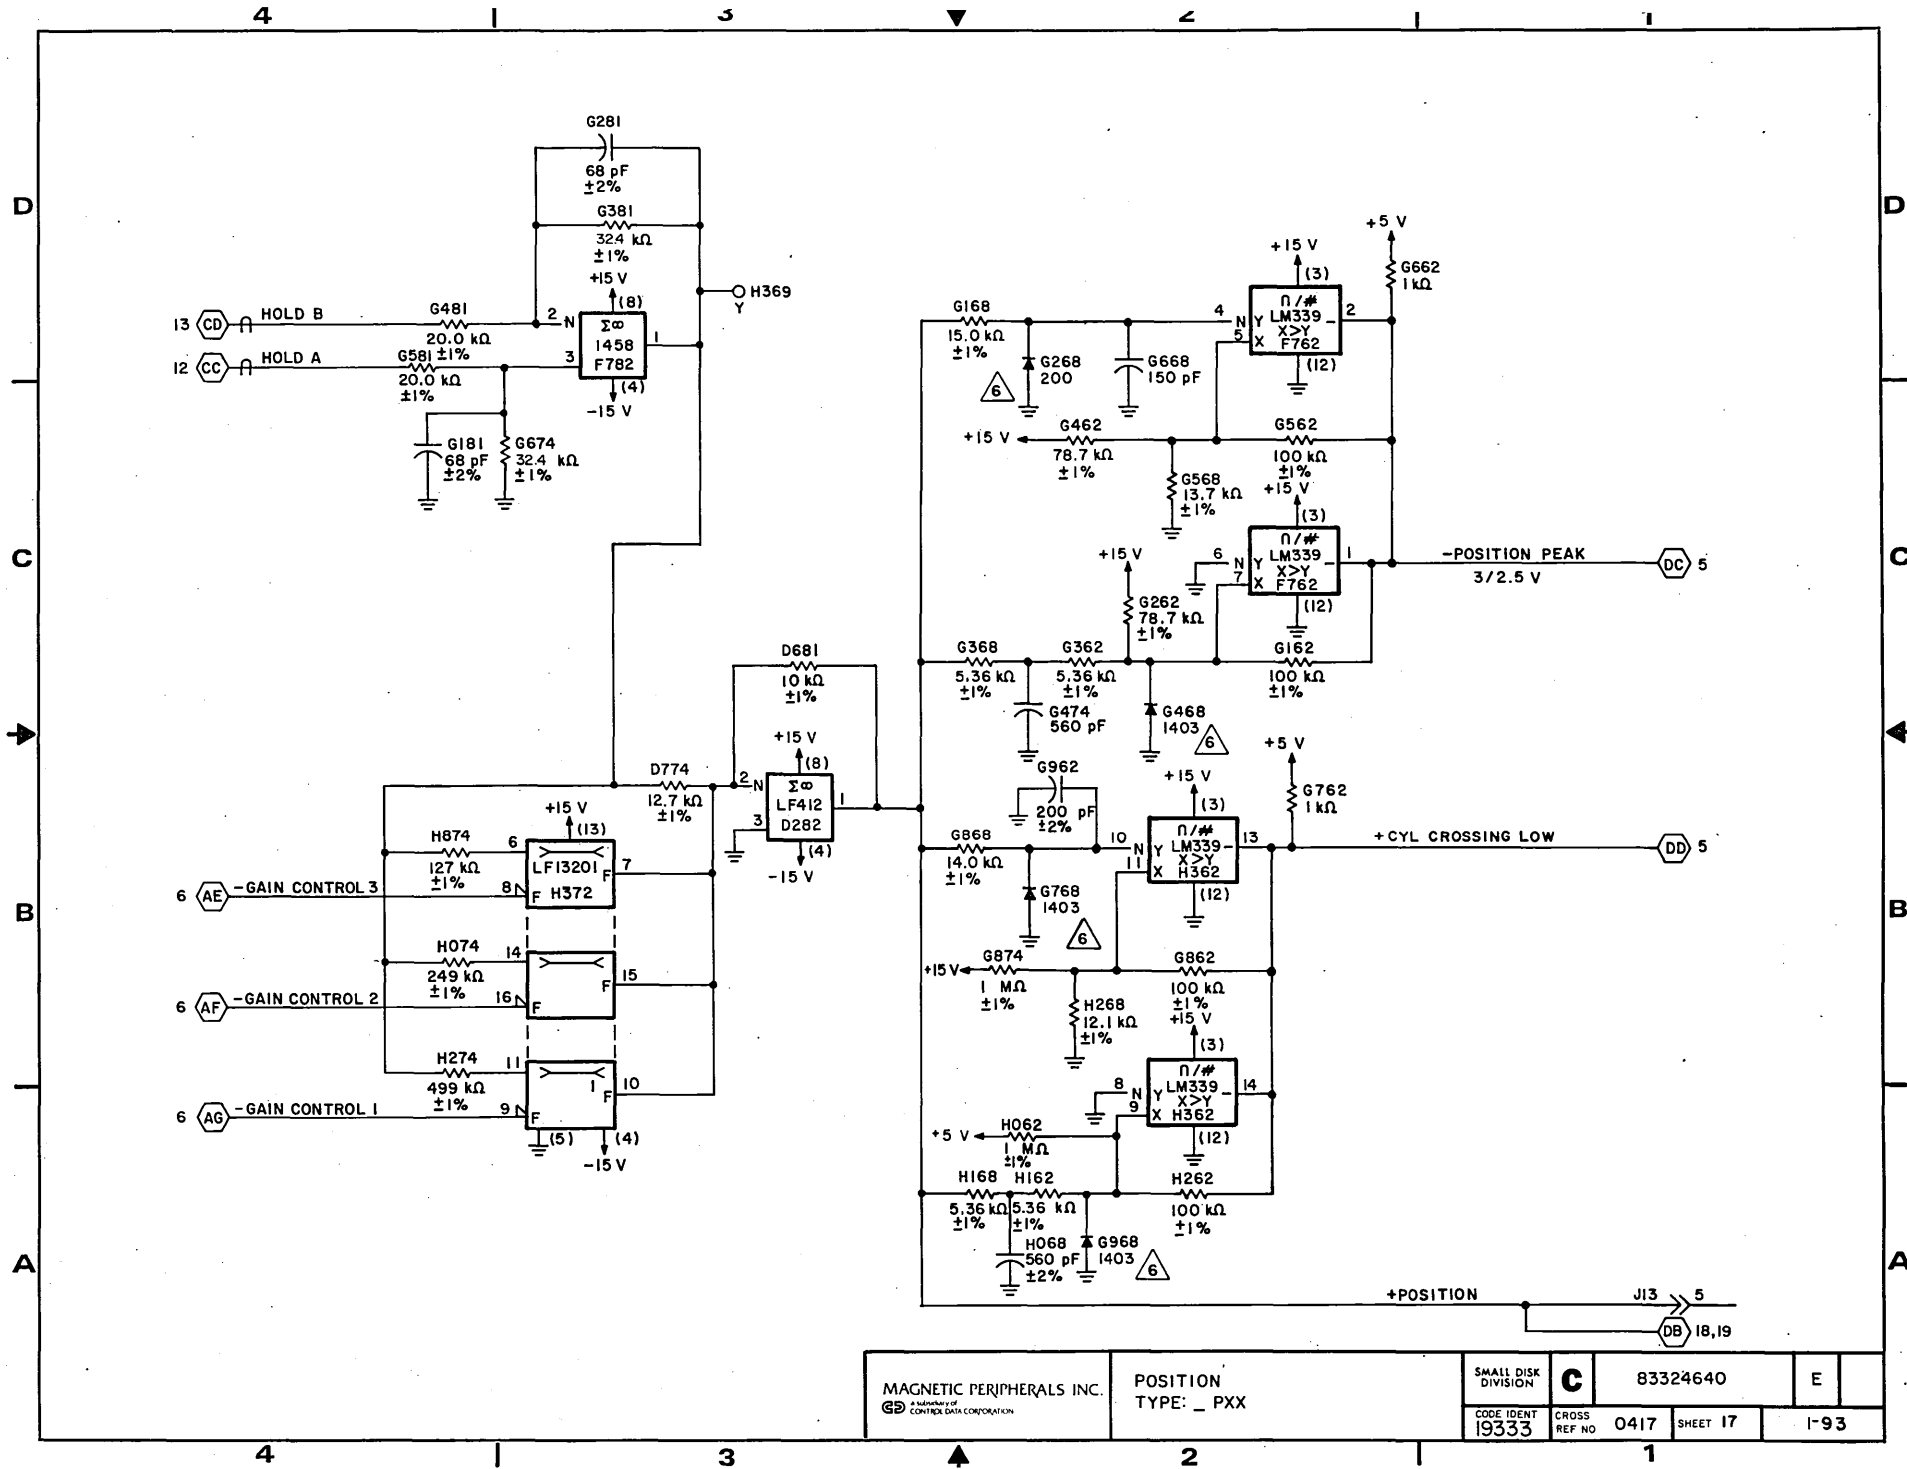 4 3 2 1
D
G281
68 pF
±2%
G381
32.4 kΩ
±1%
+15 V
(8)
H369
Y
13 CD HOLD B
G481
20.0 kΩ
±1%
2 N
Σ∞
1458
F782
1
12 CC HOLD A
G581
20.0 kΩ
±1%
3
(4)
-15 V
G181
68 pF
±2%
G674
32.4 kΩ
±1%
D
+5 V
G662
1 kΩ
+15 V
(3)
G168
15.0 kΩ
±1%
4 N Y
5 X
∩/#
LM339
X>Y
F762
2
(12)
G268
200
6
G668
150 pF
+15 V
G462
78.7 kΩ
±1%
G562
100 kΩ
±1%
G568
13.7 kΩ
±1%
+15 V
(3)
C
6 N Y
7 X
∩/#
LM339
X>Y
F762
1
(12)
-POSITION PEAK
3/2.5 V
DC 5
C
+15 V
G262
78.7 kΩ
±1%
G368
5.36 kΩ
±1%
G362
5.36 kΩ
±1%
G162
100 kΩ
±1%
G474
560 pF
G468
1403
6
D681
10 kΩ
±1%
+15 V
(8)
D774
12.7 kΩ
±1%
2 N
3
Σ∞
LF412
D282
1
(4)
-15 V
+15 V
(13)
H874
127 kΩ
±1%
6
LF13201
F
H372
7
6 AE -GAIN CONTROL 3
8 F
B
H074
249 kΩ
±1%
14
F
15
6 AF -GAIN CONTROL 2
16 F
H274
499 kΩ
±1%
11
1
F
10
6 AG -GAIN CONTROL 1
9 F
(5)
(4)
-15 V
+5 V
G762
1 kΩ
G962
200 pF
±2%
+15 V
(3)
G868
14.0 kΩ
±1%
10 N Y
11 X
∩/#
LM339
X>Y
H362
13
(12)
+CYL CROSSING LOW
DD 5
G768
1403
6
B
+15V
G874
1 MΩ
±1%
G862
100 kΩ
±1%
H268
12.1 kΩ
±1%
+15 V
(3)
8 N Y
9 X
∩/#
LM339
X>Y
H362
14
(12)
+5 V
H062
1 MΩ
±1%
H168
5.36 kΩ
±1%
H162
5.36 kΩ
±1%
H262
100 kΩ
±1%
H068
560 pF
±2%
G968
1403
6
A
A
+POSITION
J13 5
DB 18,19
MAGNETIC PERIPHERALS INC.
a subsidiary of
CONTROL DATA CORPORATION
POSITION
TYPE: _ PXX
SMALL DISK
DIVISION
C
83324640
E
CODE IDENT
19333
CROSS
REF NO
0417
SHEET 17
1-93
4 3 2 1